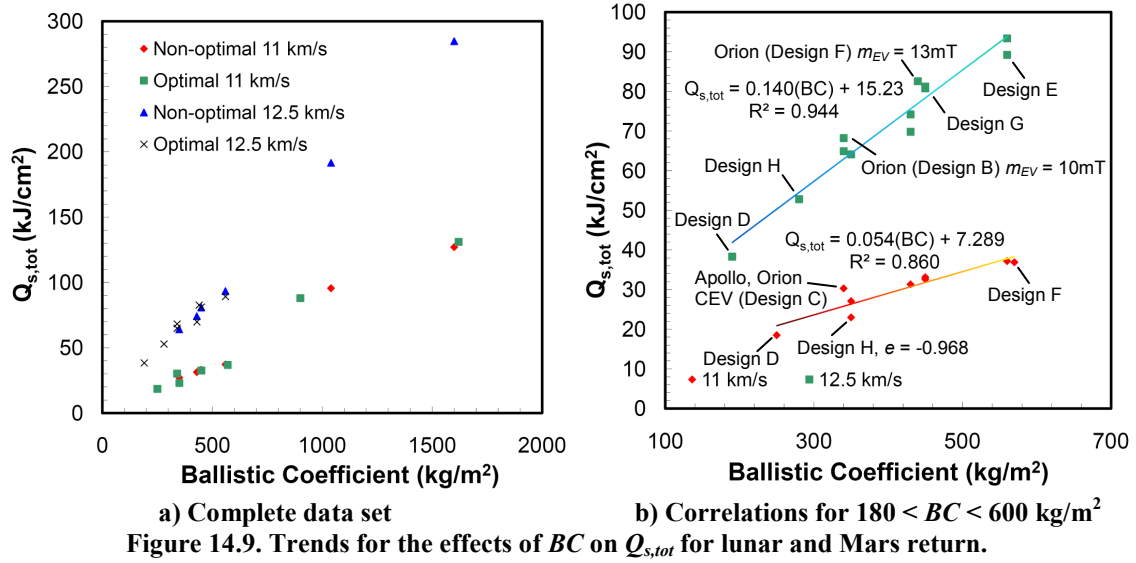 300
250
200
150
100
50
0
Q_s,tot (kJ/cm²)
Non-optimal 11 km/s
Optimal 11 km/s
Non-optimal 12.5 km/s
Optimal 12.5 km/s
0 500 1000 1500 2000
Ballistic Coefficient (kg/m²)
a) Complete data set
100
90
80
70
60
50
40
30
20
10
0
Q_s,tot (kJ/cm²)
Orion (Design F) m_EV = 13mT
Q_s,tot = 0.140(BC) + 15.23
R² = 0.944
Design E
Design G
Orion (Design B) m_EV = 10mT
Design H
Design D
Q_s,tot = 0.054(BC) + 7.289
R² = 0.860
Apollo, Orion
CEV (Design C)
Design F
Design D
Design H, e = -0.968
11 km/s 12.5 km/s
100 300 500 700
Ballistic Coefficient (kg/m²)
b) Correlations for 180 < BC < 600 kg/m²
Figure 14.9. Trends for the effects of BC on Q_s,tot for lunar and Mars return.